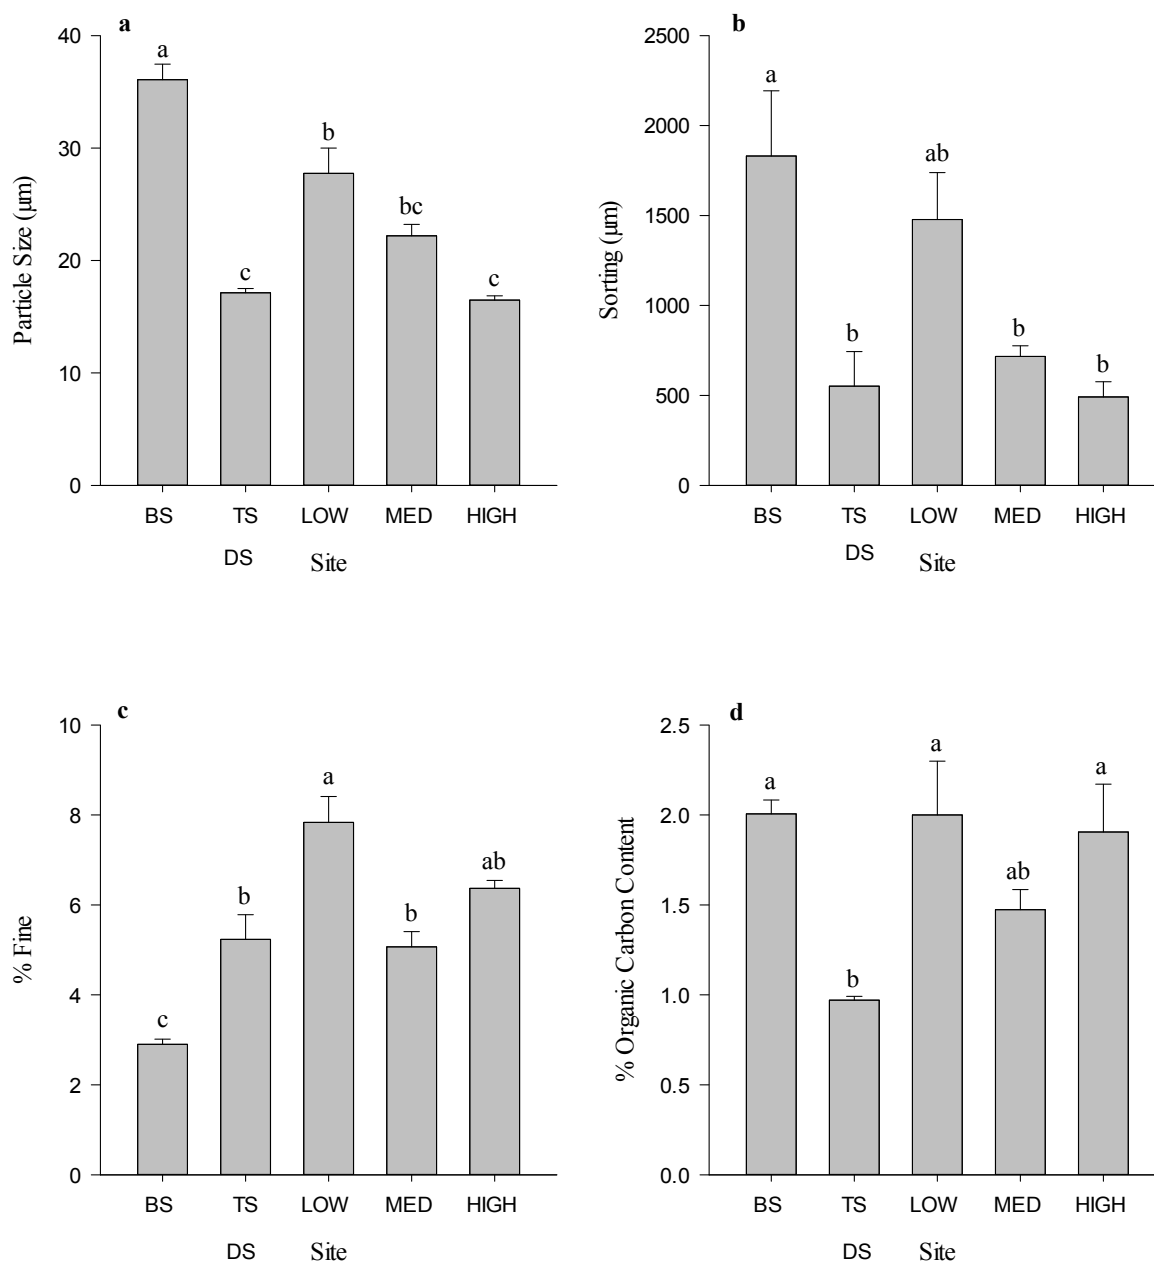 a
40
30
20
10
0
Particle Size (μm)
a
c
b
bc
c
BS TS LOW MED HIGH
DS Site
b
2500
2000
1500
1000
500
0
Sorting (μm)
a
b
ab
b
b
BS TS LOW MED HIGH
DS Site
c
10
8
6
4
2
0
% Fine
c
b
a
b
ab
BS TS LOW MED HIGH
DS Site
d
2.5
2.0
1.5
1.0
0.5
0.0
% Organic Carbon Content
a
b
a
ab
a
BS TS LOW MED HIGH
DS Site